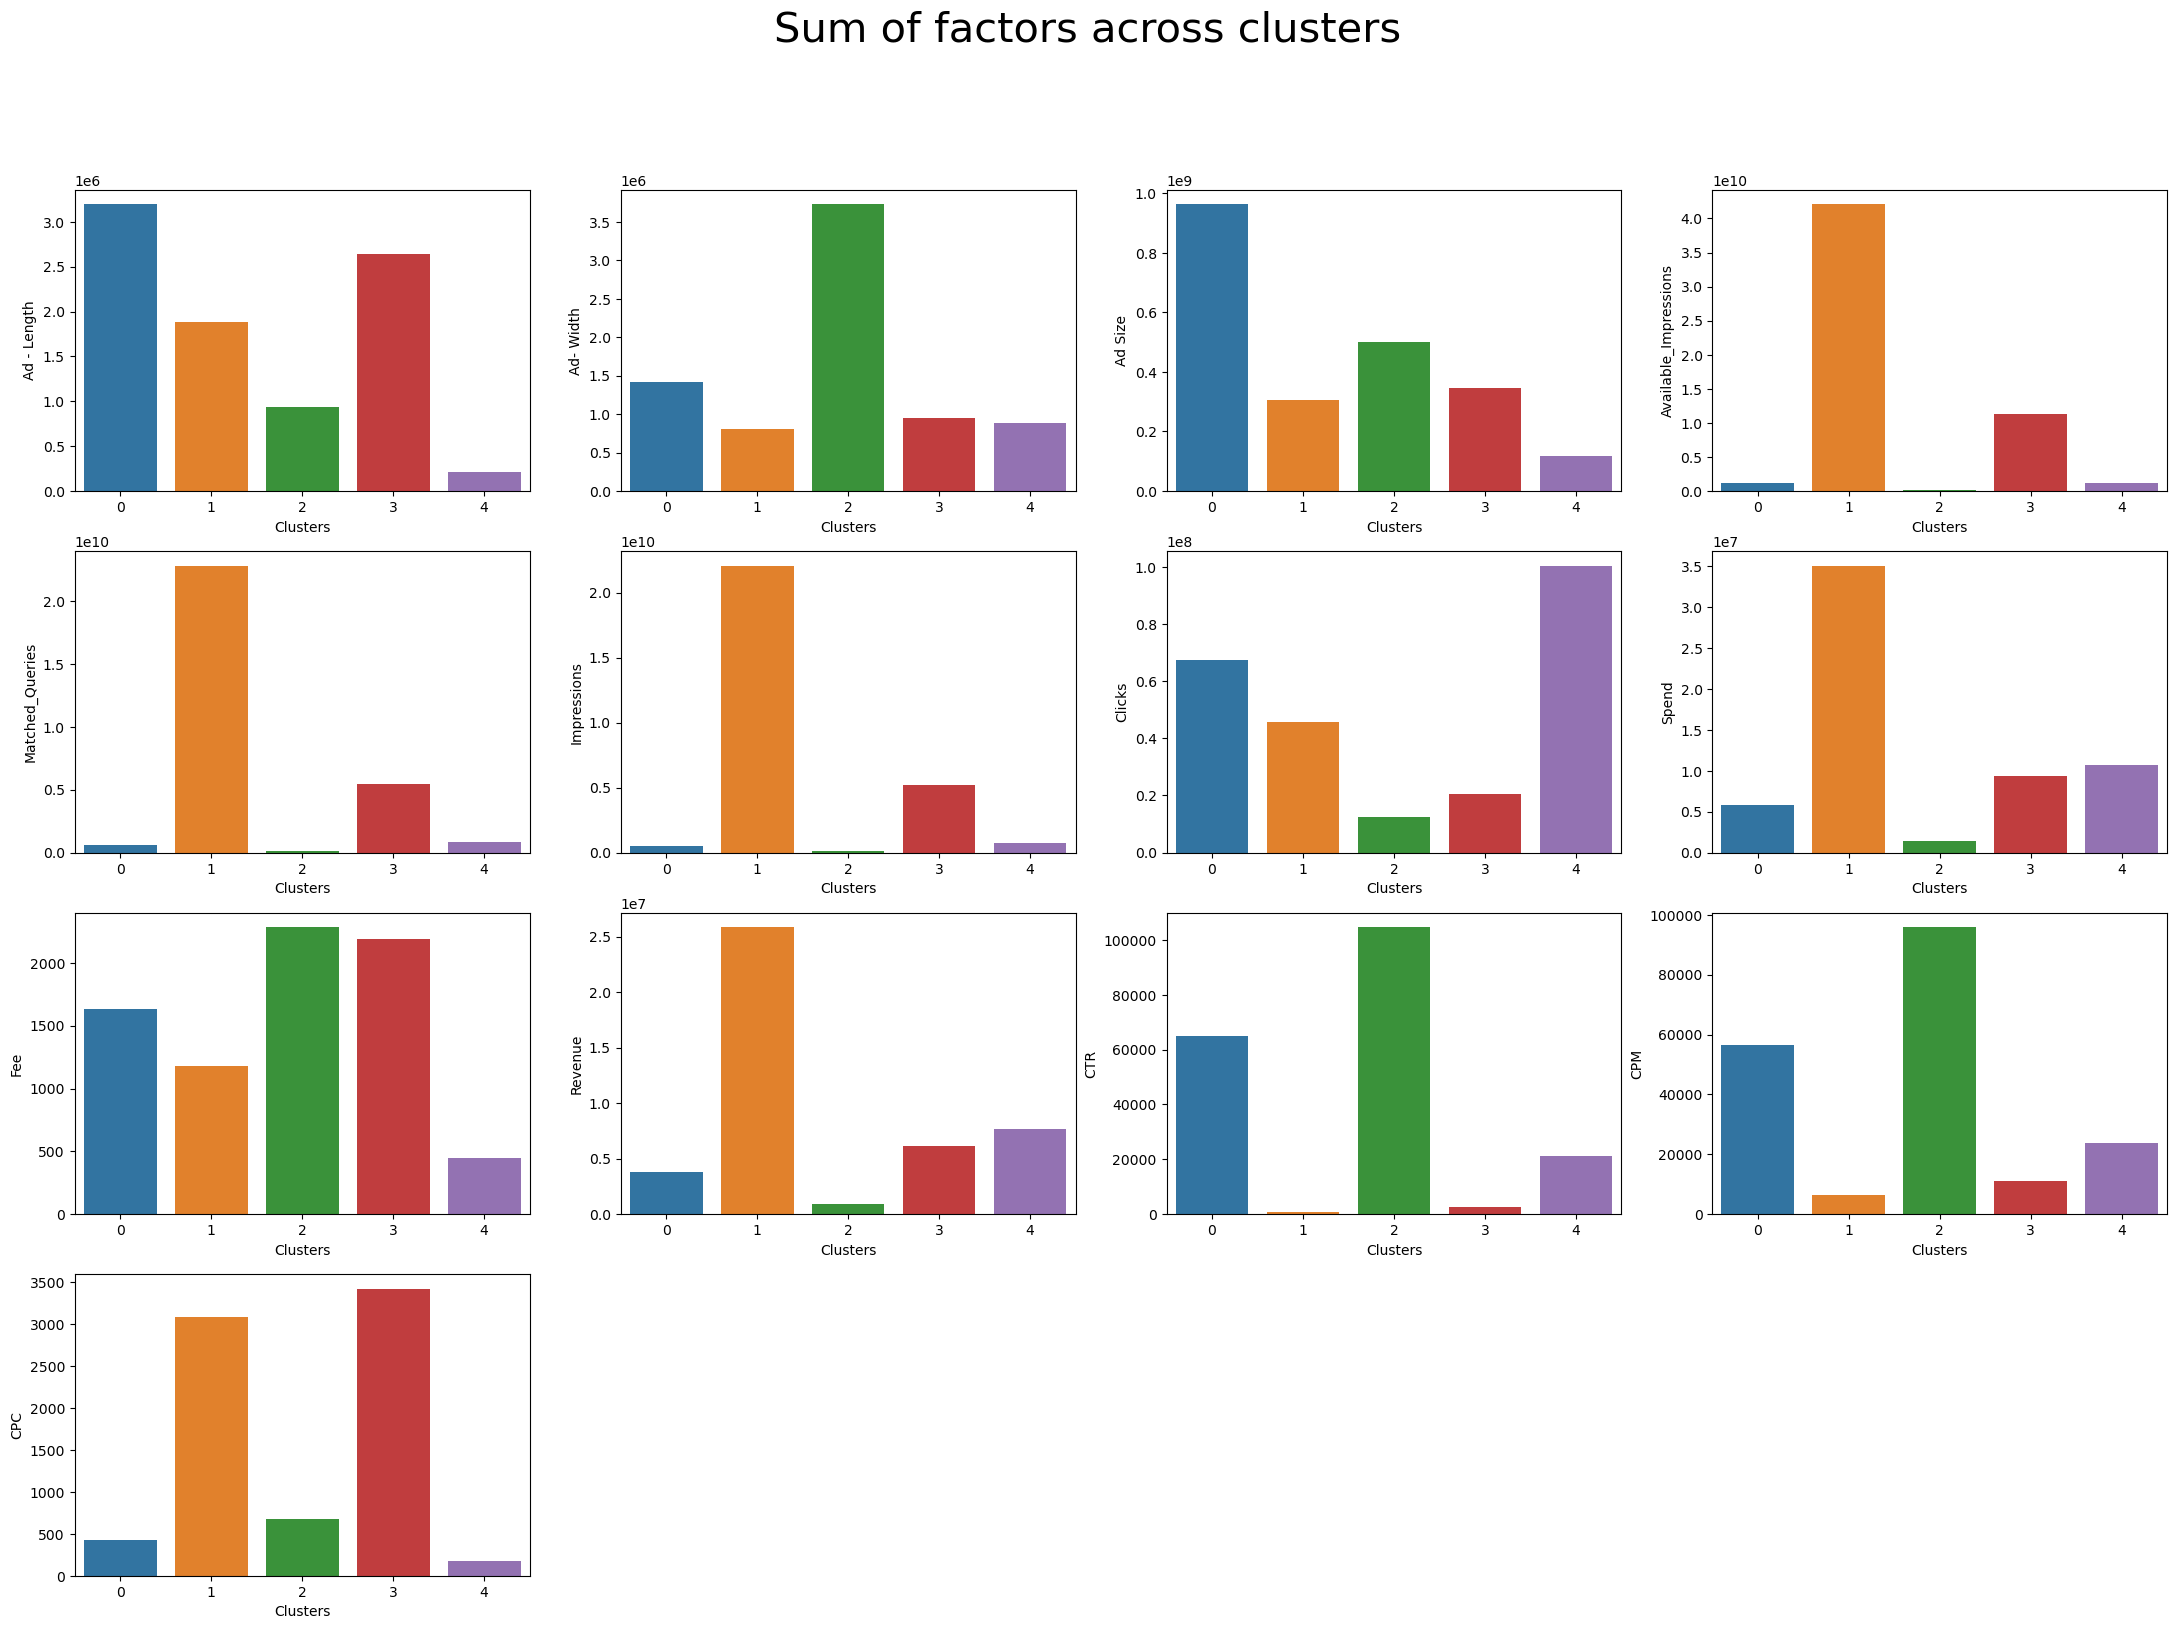 Sum of factors across clusters
1e6
3.0
2.5
2.0
1.5
1.0
0.5
0.0
Ad - Length
0 1 2 3 4
Clusters
1e6
3.5
3.0
2.5
2.0
1.5
1.0
0.5
0.0
Ad- Width
0 1 2 3 4
Clusters
1e9
1.0
0.8
0.6
0.4
0.2
0.0
Ad Size
0 1 2 3 4
Clusters
1e10
4.0
3.5
3.0
2.5
2.0
1.5
1.0
0.5
0.0
Available_Impressions
0 1 2 3 4
Clusters
1e10
2.0
1.5
1.0
0.5
0.0
Matched_Queries
0 1 2 3 4
Clusters
1e10
2.0
1.5
1.0
0.5
0.0
Impressions
0 1 2 3 4
Clusters
1e8
1.0
0.8
0.6
0.4
0.2
0.0
Clicks
0 1 2 3 4
Clusters
1e7
3.5
3.0
2.5
2.0
1.5
1.0
0.5
0.0
Spend
0 1 2 3 4
Clusters
2000
1500
1000
500
0
Fee
0 1 2 3 4
Clusters
1e7
2.5
2.0
1.5
1.0
0.5
0.0
Revenue
0 1 2 3 4
Clusters
100000
80000
60000
40000
20000
0
CTR
0 1 2 3 4
Clusters
100000
80000
60000
40000
20000
0
CPM
0 1 2 3 4
Clusters
3500
3000
2500
2000
1500
1000
500
0
CPC
0 1 2 3 4
Clusters